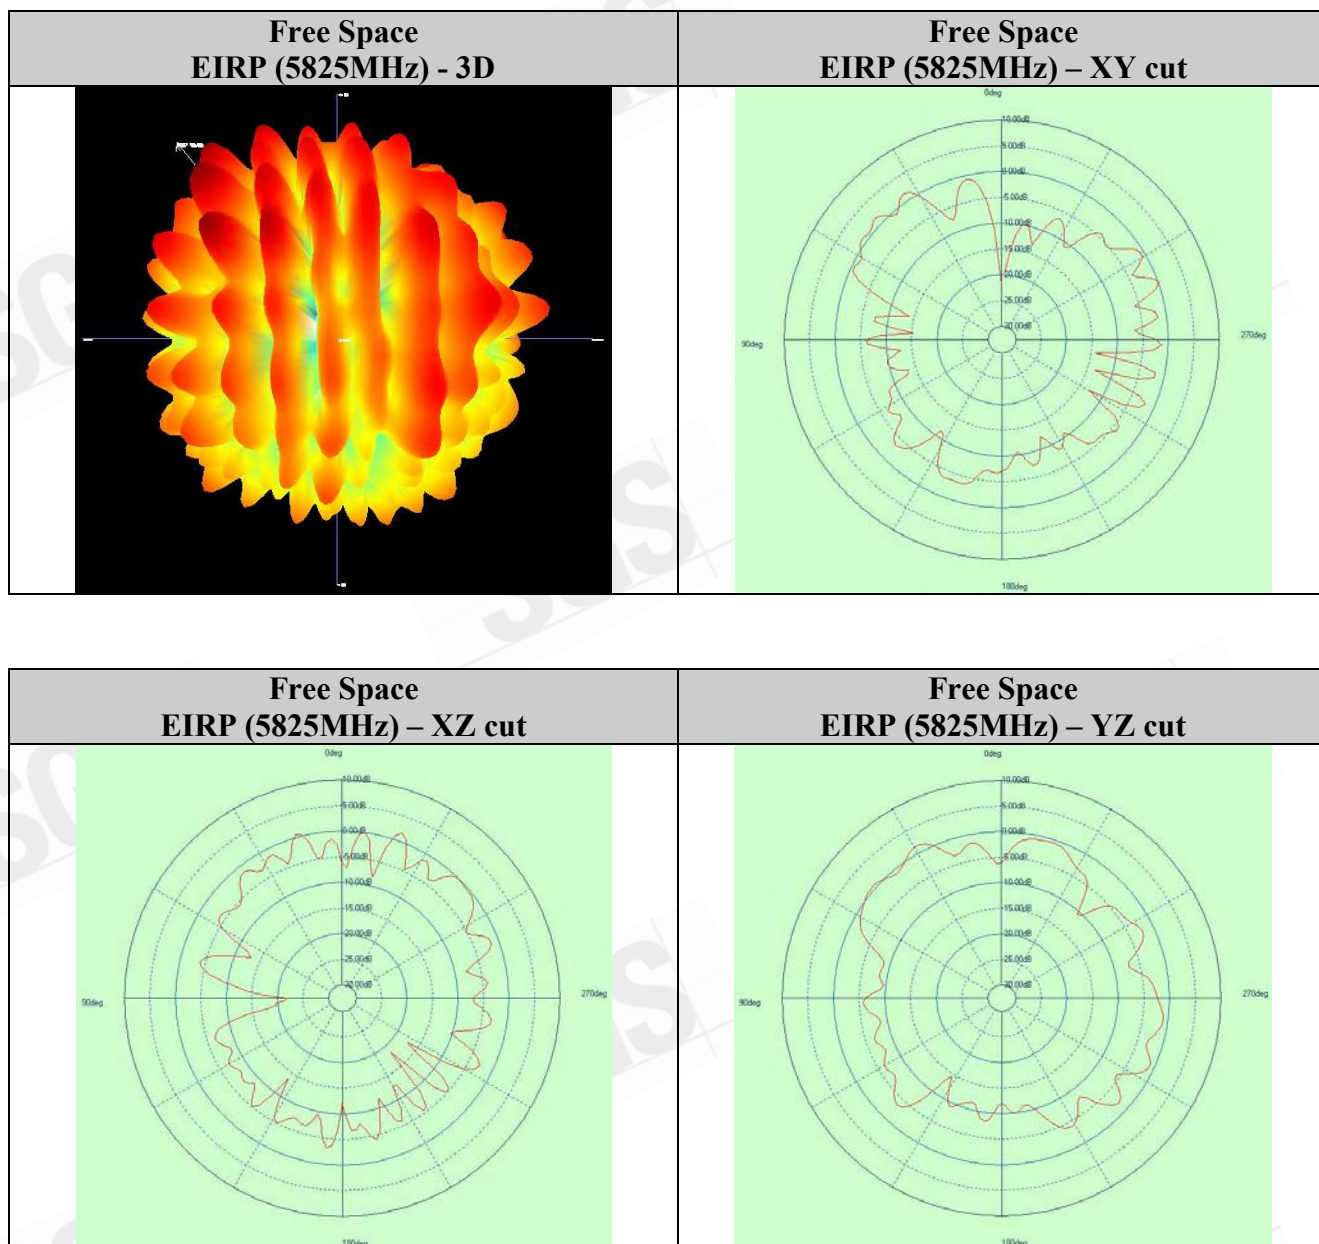 Free Space
EIRP (5825MHz) - 3D
Free Space
EIRP (5825MHz) – XY cut
0deg
10.00dB
5.00dB
0.00dB
5.00dB
10.00dB
15.00dB
20.00dB
25.00dB
30.00dB
90deg
270deg
180deg
Free Space
EIRP (5825MHz) – XZ cut
Free Space
EIRP (5825MHz) – YZ cut
0deg
10.00dB
5.00dB
0.00dB
5.00dB
10.00dB
15.00dB
20.00dB
25.00dB
30.00dB
90deg
270deg
180deg
0deg
10.00dB
5.00dB
0.00dB
5.00dB
10.00dB
15.00dB
20.00dB
25.00dB
30.00dB
90deg
270deg
180deg
SGS